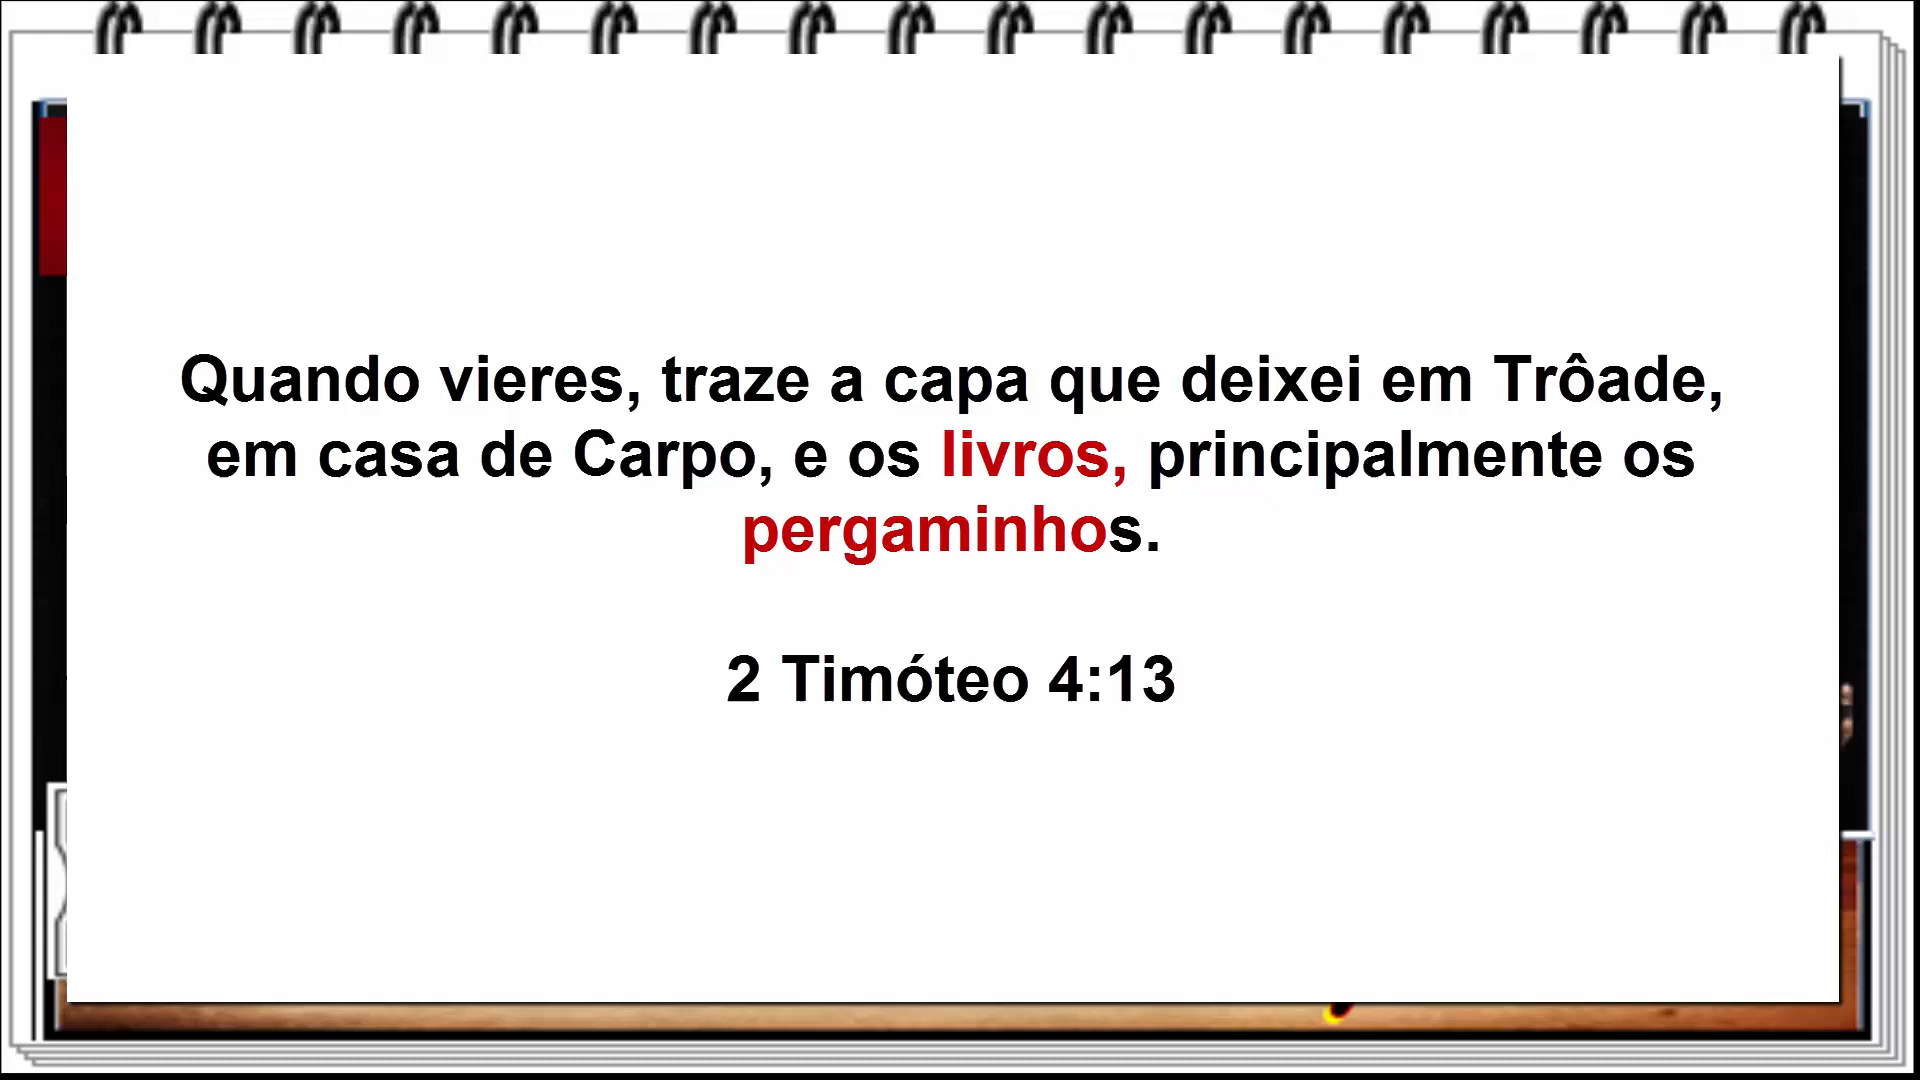 Quando vieres, traze a capa que deixei em Trôade,
em casa de Carpo, e os livros, principalmente os
pergaminhos.
2 Timóteo 4:13